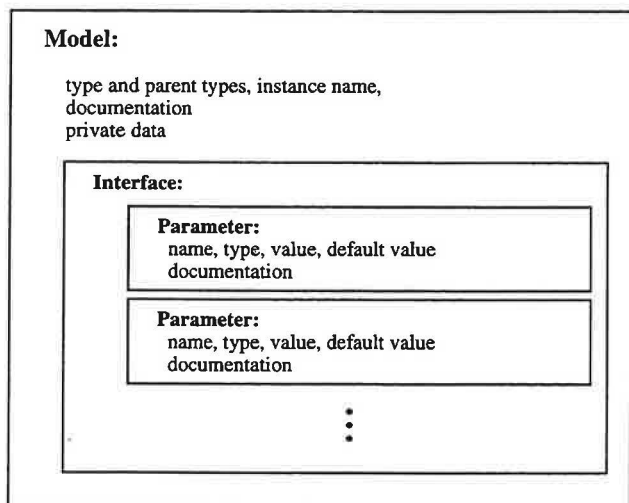 Model:
type and parent types, instance name,
documentation
private data
Interface:
Parameter:
name, type, value, default value
documentation
Parameter:
name, type, value, default value
documentation